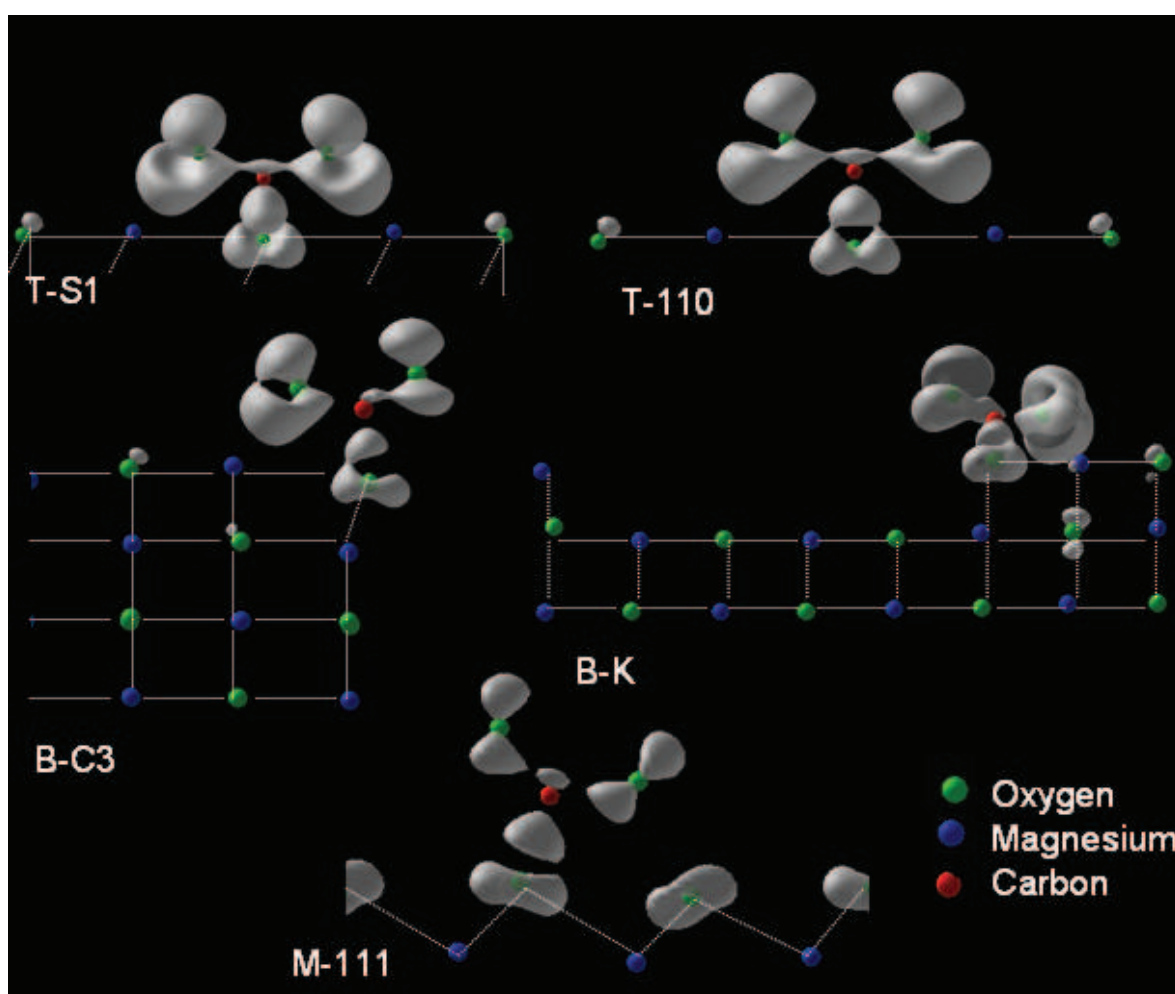 T-S1
T-110
B-K
B-C3
Oxygen
Magnesium
Carbon
M-111